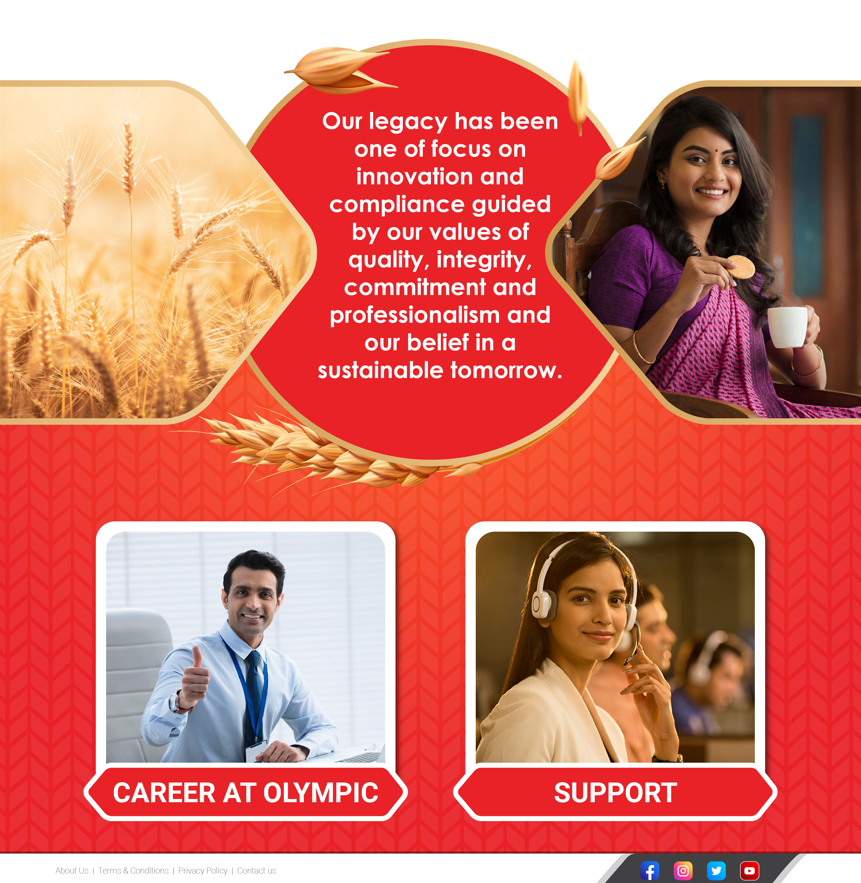 Our legacy has been
one of focus on
innovation and
compliance guided
by our values of
quality, integrity,
commitment and
professionalism and
our belief in a
sustainable tomorrow.
CAREER AT OLYMPIC
SUPPORT
About Us | Terms & Conditions | Privacy Policy | Contact us